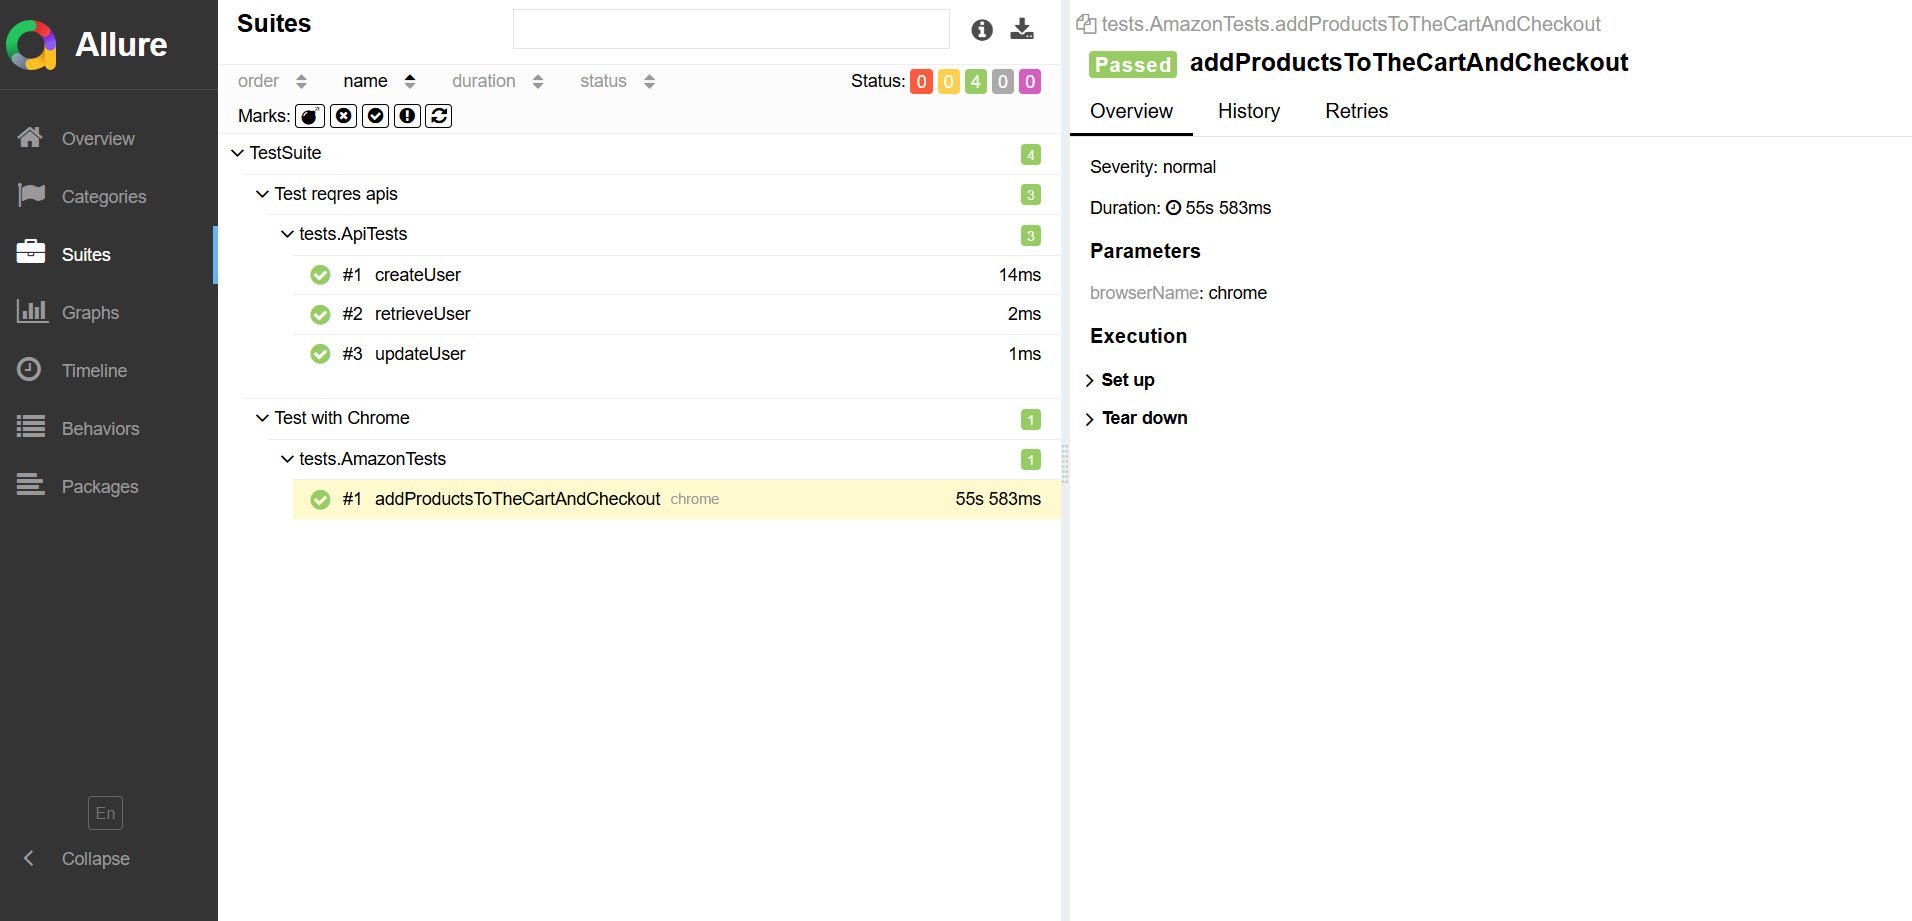 Allure
Overview
Categories
Suites
Graphs
Timeline
Behaviors
Packages
En
Collapse
Suites
order name duration status Status: 0 0 4 0 0
Marks:
TestSuite 4
Test reqres apis 3
tests.ApiTests 3
#1 createUser 14ms
#2 retrieveUser 2ms
#3 updateUser 1ms
Test with Chrome 1
tests.AmazonTests 1
#1 addProductsToTheCartAndCheckout chrome 55s 583ms
tests.AmazonTests.addProductsToTheCartAndCheckout
Passed addProductsToTheCartAndCheckout
Overview History Retries
Severity: normal
Duration: 55s 583ms
Parameters
browserName: chrome
Execution
Set up
Tear down